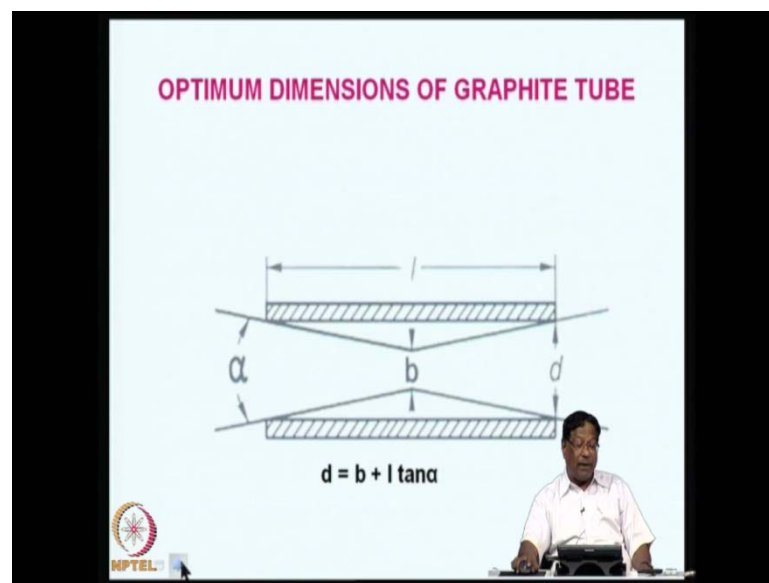 OPTIMUM DIMENSIONS OF GRAPHITE TUBE
l
α
b
d
d = b + l tanα
NPTEL